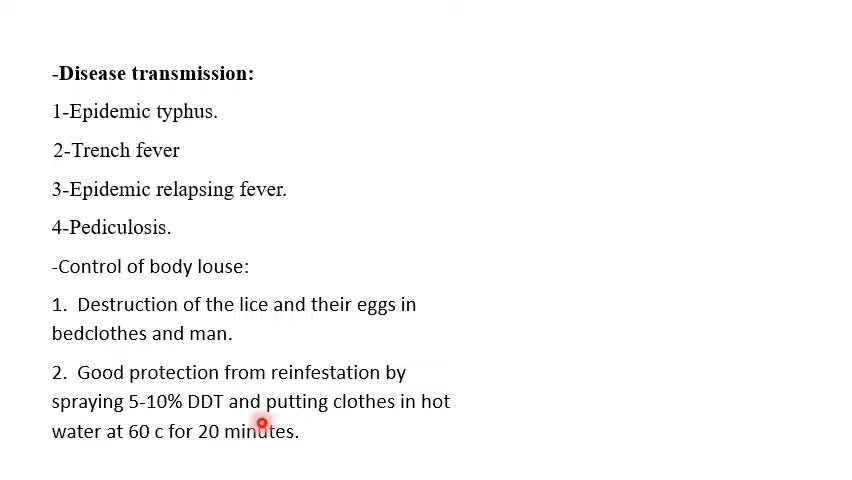 -Disease transmission:
1-Epidemic typhus.
2-Trench fever
3-Epidemic relapsing fever.
4-Pediculosis.
-Control of body louse:
1. Destruction of the lice and their eggs in
bedclothes and man.
2. Good protection from reinfestation by
spraying 5-10% DDT and putting clothes in hot
water at 60 c for 20 minutes.